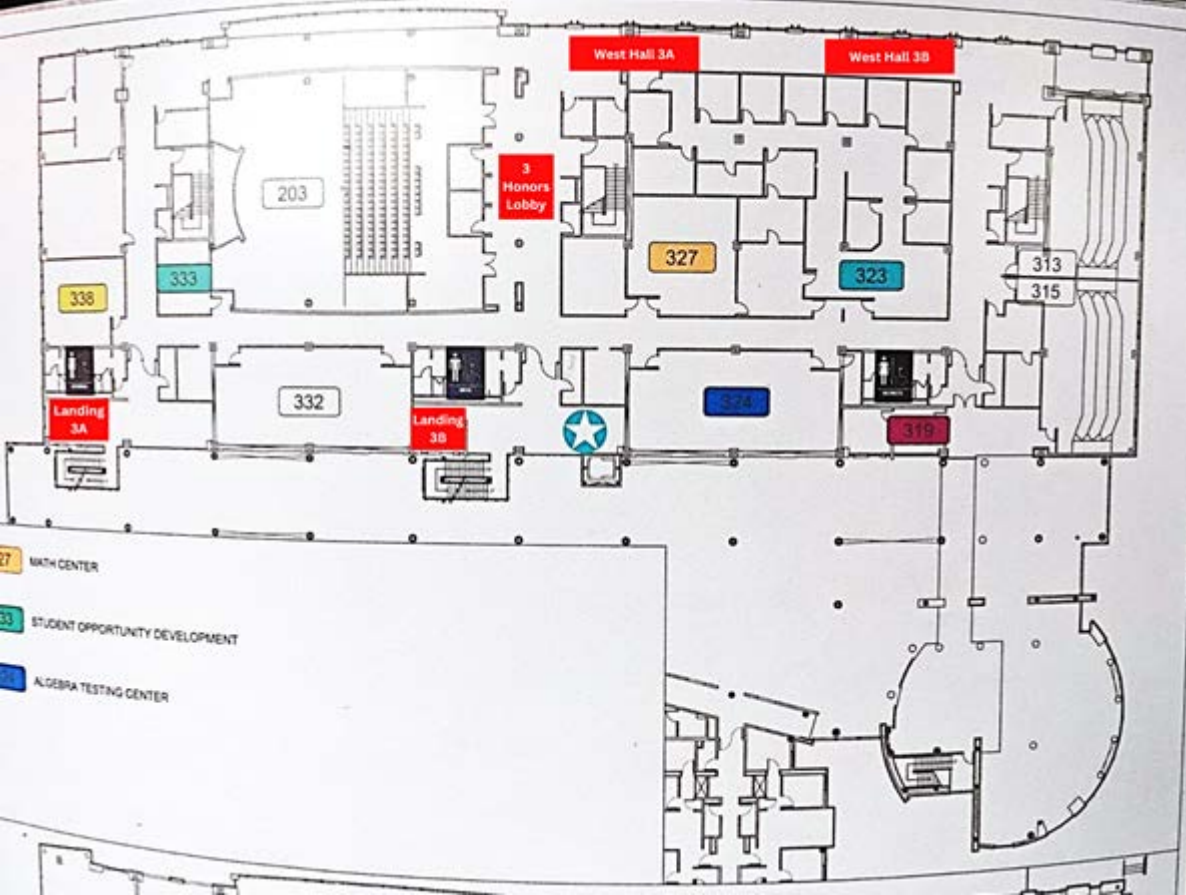 West Hall 3A
West Hall 3B
3
Honors
Lobby
203
327
323
333
338
313
315
Landing
3A
332
Landing
3B
324
319
27
MATH CENTER
33
STUDENT OPPORTUNITY DEVELOPMENT
ALGEBRA TESTING CENTER